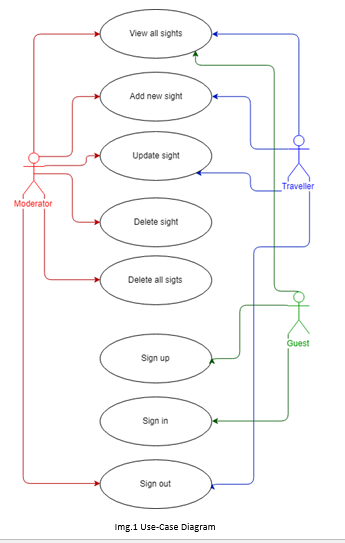 View all sights
Add new sight
Update sight
Traveller
Moderator
Delete sight
Delete all sigts
Guest
Sign up
Sign in
Sign out
Img.1 Use-Case Diagram